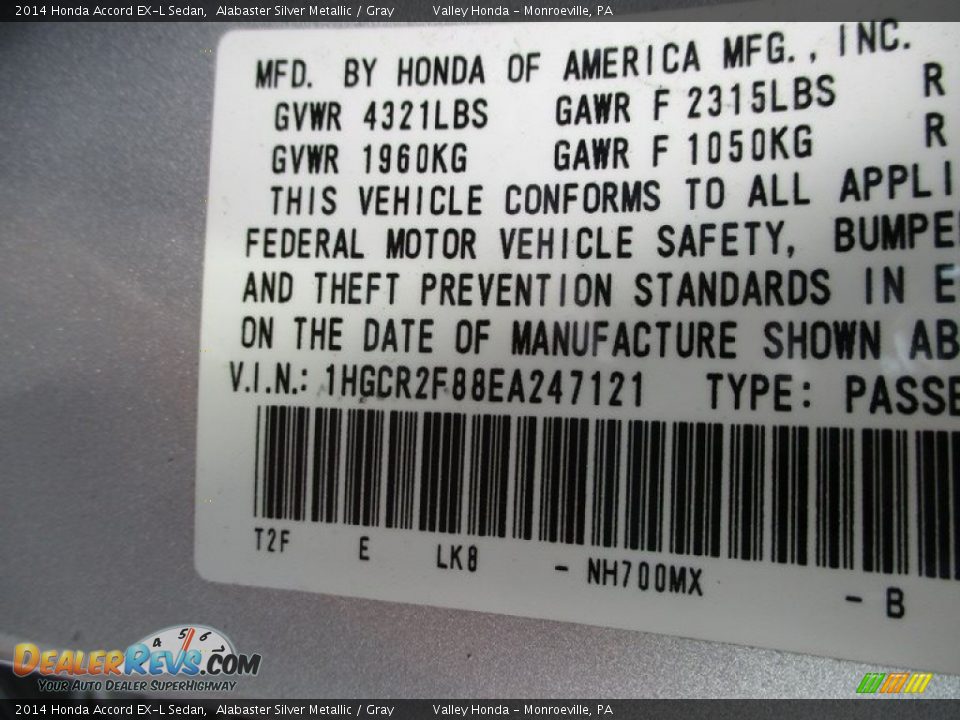 2014 Honda Accord EX-L Sedan, Alabaster Silver Metallic / Gray Valley Honda - Monroeville, PA
MFD. BY HONDA OF AMERICA MFG., INC.
GVWR 4321LBS GAWR F 2315LBS R
GVWR 1960KG GAWR F 1050KG R
THIS VEHICLE CONFORMS TO ALL APPLI
FEDERAL MOTOR VEHICLE SAFETY, BUMPE
AND THEFT PREVENTION STANDARDS IN E
ON THE DATE OF MANUFACTURE SHOWN AB
V.I.N.: 1HGCR2F88EA247121 TYPE: PASSE
T2F E LK8 - NH700MX - B
4 5 6
DEALERREVS.COM
YOUR AUTO DEALER SUPERHIGHWAY
2014 Honda Accord EX-L Sedan, Alabaster Silver Metallic / Gray Valley Honda - Monroeville, PA